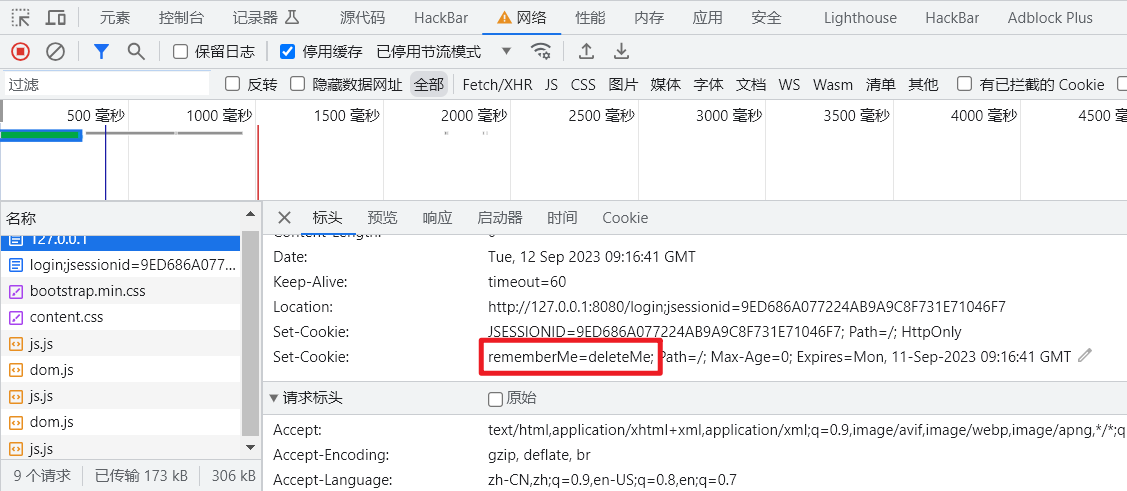 元素 控制台 记录器 源代码 HackBar 网络 性能 内存 应用 安全 Lighthouse HackBar Adblock Plus
保留日志 停用缓存 已停用节流模式
过滤 反转 隐藏数据网址 全部 Fetch/XHR JS CSS 图片 媒体 字体 文档 WS Wasm 清单 其他 有已拦截的 Cookie
500 毫秒 1000 毫秒 1500 毫秒 2000 毫秒 2500 毫秒 3000 毫秒 3500 毫秒 4000 毫秒 4500 毫秒
名称
127.0.0.1
login;jsessionid=9ED686A077...
bootstrap.min.css
content.css
js.js
dom.js
js.js
dom.js
js.js
9 个请求 已传输 173 kB 306 kB
标头 预览 响应 启动器 时间 Cookie
Content-Length: 0
Date: Tue, 12 Sep 2023 09:16:41 GMT
Keep-Alive: timeout=60
Location: http://127.0.0.1:8080/login;jsessionid=9ED686A077224AB9A9C8F731E71046F7
Set-Cookie: JSESSIONID=9ED686A077224AB9A9C8F731E71046F7; Path=/; HttpOnly
Set-Cookie: rememberMe=deleteMe; Path=/; Max-Age=0; Expires=Mon, 11-Sep-2023 09:16:41 GMT
请求标头 原始
Accept: text/html,application/xhtml+xml,application/xml;q=0.9,image/avif,image/webp,image/apng,*/*;q
Accept-Encoding: gzip, deflate, br
Accept-Language: zh-CN,zh;q=0.9,en-US;q=0.8,en;q=0.7